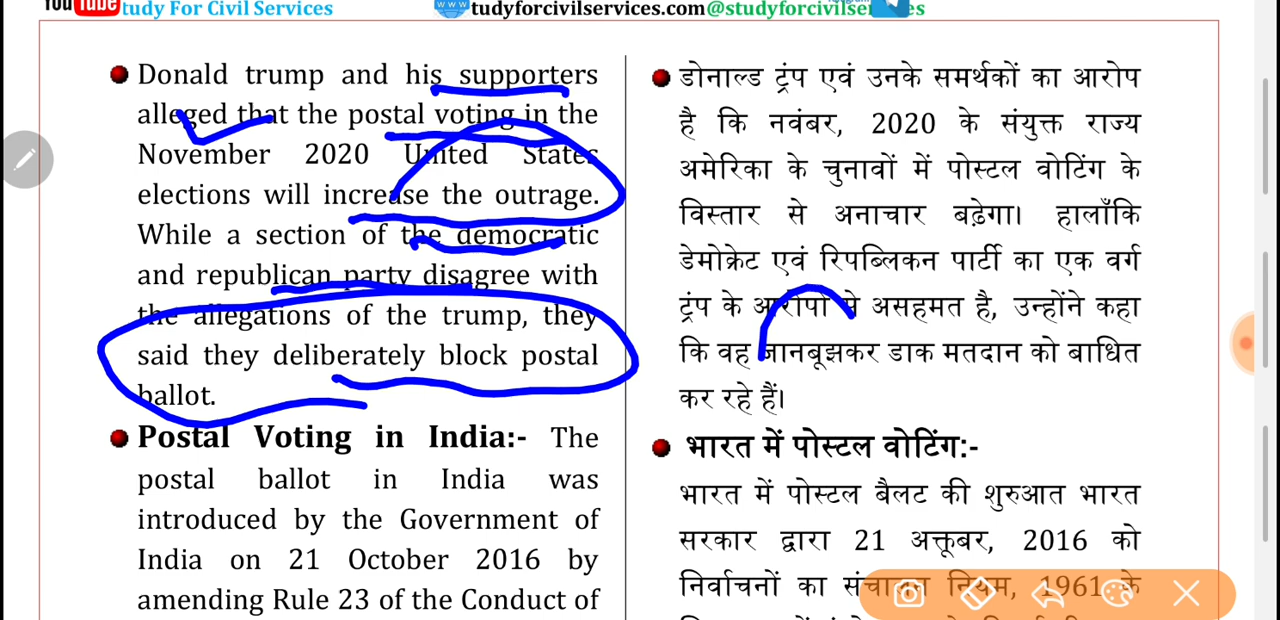 YouTube Study For Civil Services
www tudyforcivilservices.com@studyforcivilservices
Donald trump and his supporters
alleged that the postal voting in the
November 2020 United States
elections will increase the outrage.
While a section of the democratic
and republican party disagree with
the allegations of the trump, they
said they deliberately block postal
ballot.
Postal Voting in India:- The
postal ballot in India was
introduced by the Government of
India on 21 October 2016 by
amending Rule 23 of the Conduct of
डोनाल्ड ट्रंप एवं उनके समर्थकों का आरोप
है कि नवंबर, 2020 के संयुक्त राज्य
अमेरिका के चुनावों में पोस्टल वोटिंग के
विस्तार से अनाचार बढ़ेगा। हालाँकि
डेमोक्रेट एवं रिपब्लिकन पार्टी का एक वर्ग
ट्रंप के आरोपों से असहमत है, उन्होंने कहा
कि वह जानबूझकर डाक मतदान को बाधित
कर रहे हैं।
भारत में पोस्टल वोटिंग:-
भारत में पोस्टल बैलट की शुरुआत भारत
सरकार द्वारा 21 अक्तूबर, 2016 को
निर्वाचनों का संचालन नियम, 1961 के